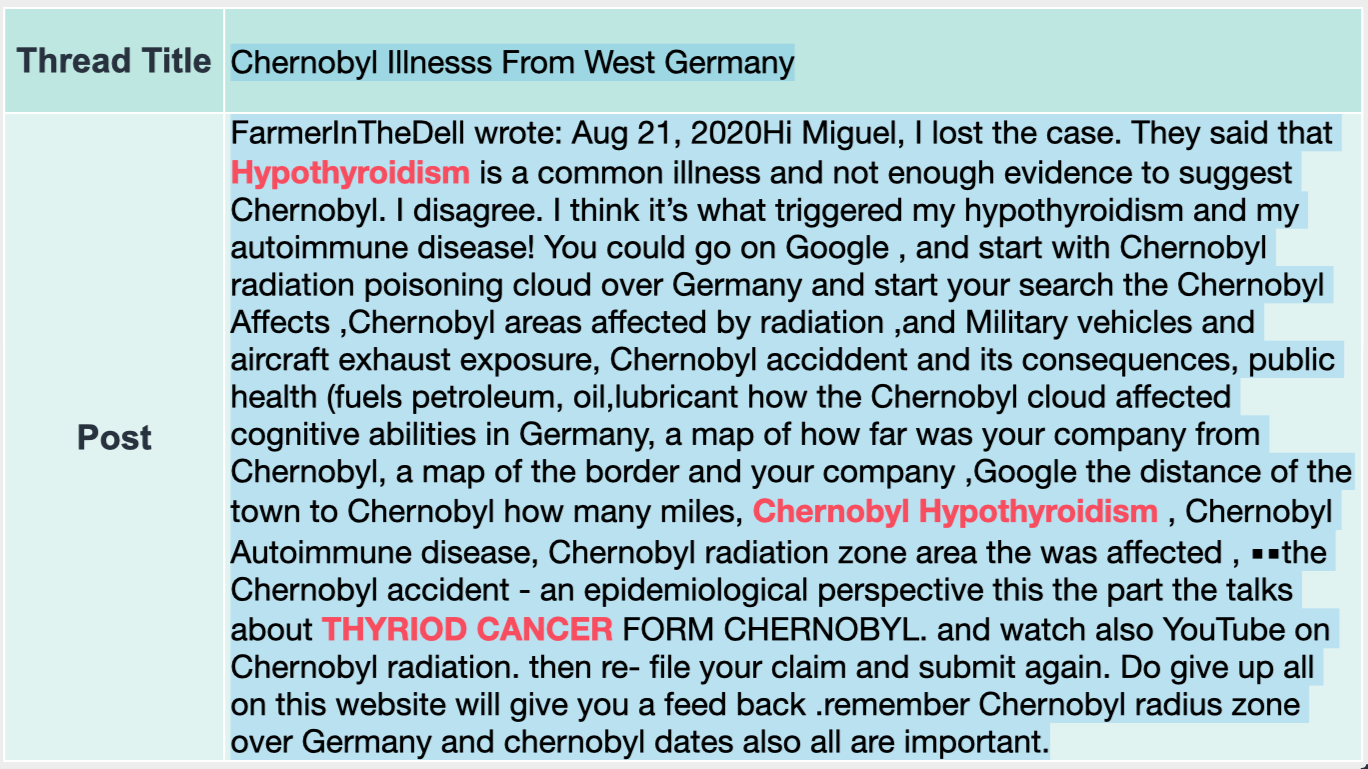 Thread Title
Chernobyl Illnesss From West Germany
Post
FarmerInTheDell wrote: Aug 21, 2020Hi Miguel, I lost the case. They said that
Hypothyroidism is a common illness and not enough evidence to suggest
Chernobyl. I disagree. I think it’s what triggered my hypothyroidism and my
autoimmune disease! You could go on Google , and start with Chernobyl
radiation poisoning cloud over Germany and start your search the Chernobyl
Affects ,Chernobyl areas affected by radiation ,and Military vehicles and
aircraft exhaust exposure, Chernobyl acciddent and its consequences, public
health (fuels petroleum, oil,lubricant how the Chernobyl cloud affected
cognitive abilities in Germany, a map of how far was your company from
Chernobyl, a map of the border and your company ,Google the distance of the
town to Chernobyl how many miles, Chernobyl Hypothyroidism , Chernobyl
Autoimmune disease, Chernobyl radiation zone area the was affected , ▪▪the
Chernobyl accident - an epidemiological perspective this the part the talks
about THYRIOD CANCER FORM CHERNOBYL. and watch also YouTube on
Chernobyl radiation. then re- file your claim and submit again. Do give up all
on this website will give you a feed back .remember Chernobyl radius zone
over Germany and chernobyl dates also all are important.